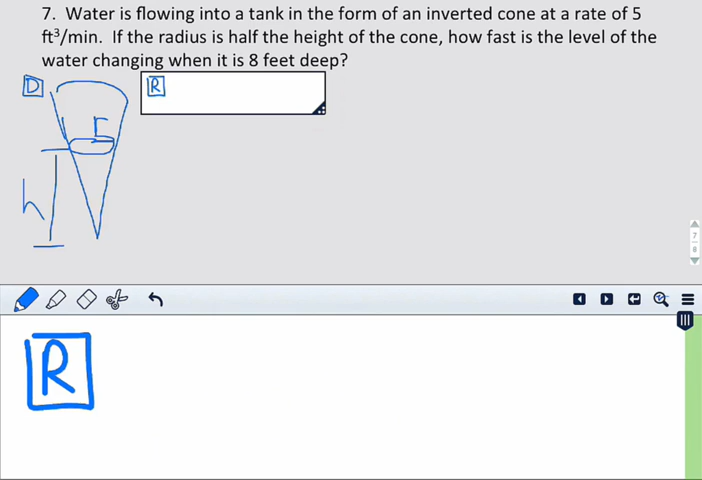 7. Water is flowing into a tank in the form of an inverted cone at a rate of 5
ft³/min. If the radius is half the height of the cone, how fast is the level of the
water changing when it is 8 feet deep?
D
R
r
h
7
8
R